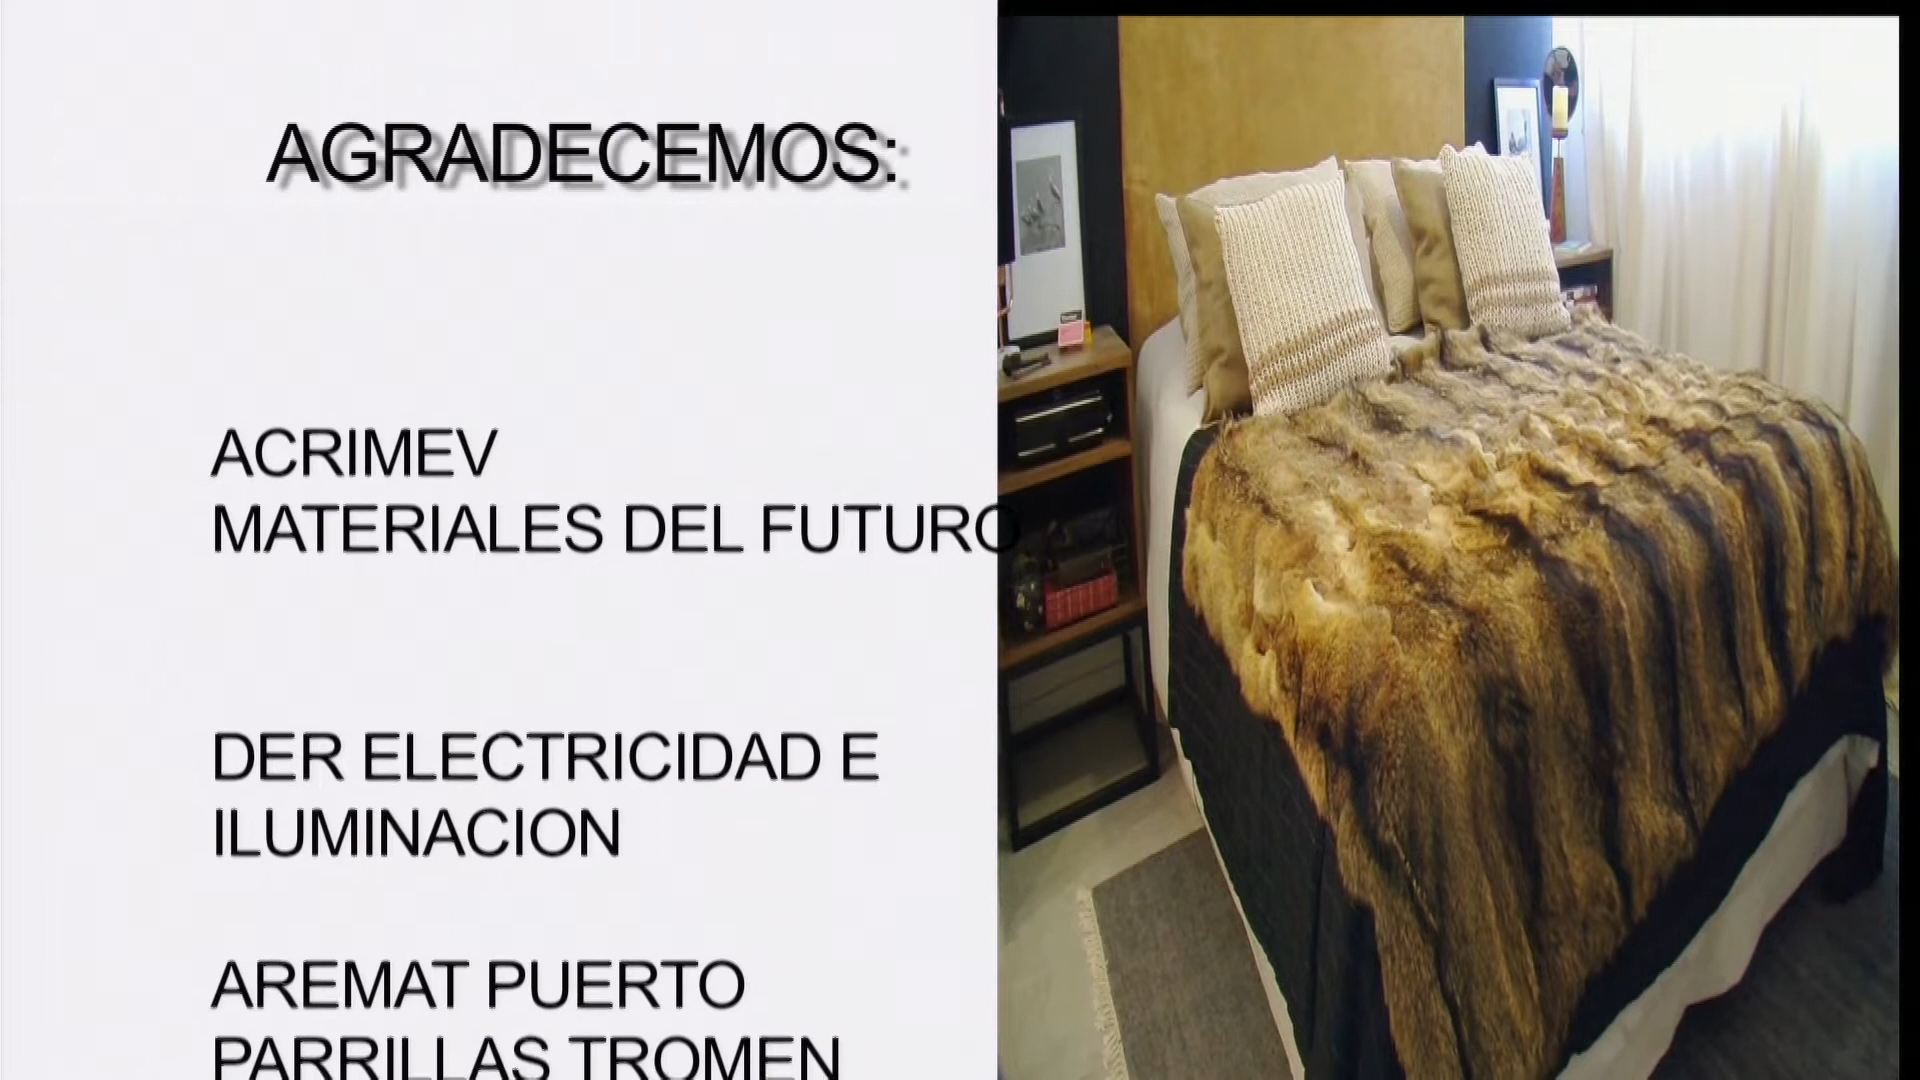 AGRADECEMOS:
ACRIMEV
MATERIALES DEL FUTURO
DER ELECTRICIDAD E
ILUMINACION
AREMAT PUERTO
PARRILLAS TROMEN